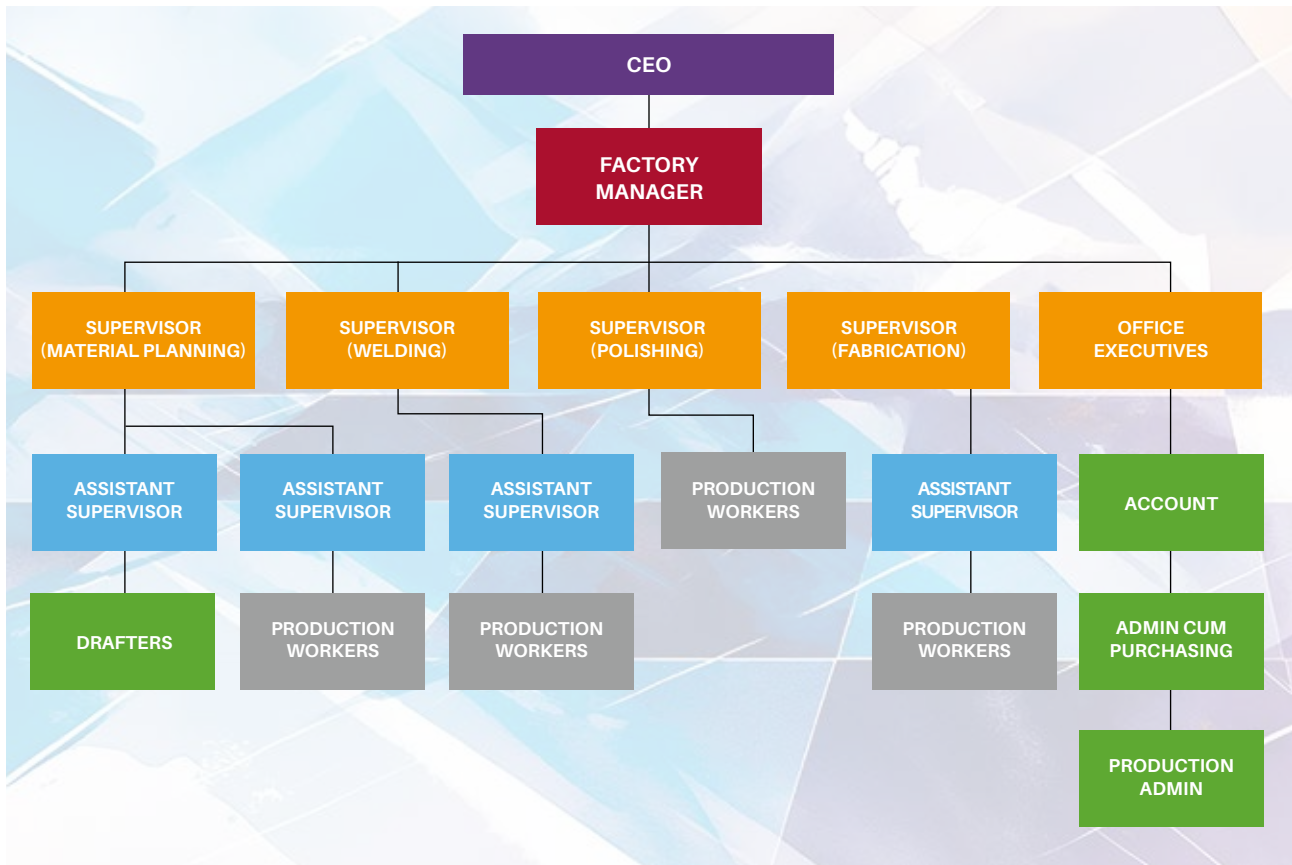 CEO
FACTORY
MANAGER
SUPERVISOR
(MATERIAL PLANNING)
SUPERVISOR
(WELDING)
SUPERVISOR
(POLISHING)
SUPERVISOR
(FABRICATION)
OFFICE
EXECUTIVES
ASSISTANT
SUPERVISOR
ASSISTANT
SUPERVISOR
ASSISTANT
SUPERVISOR
PRODUCTION
WORKERS
ASSISTANT
SUPERVISOR
ACCOUNT
DRAFTERS
PRODUCTION
WORKERS
PRODUCTION
WORKERS
PRODUCTION
WORKERS
ADMIN CUM
PURCHASING
PRODUCTION
ADMIN